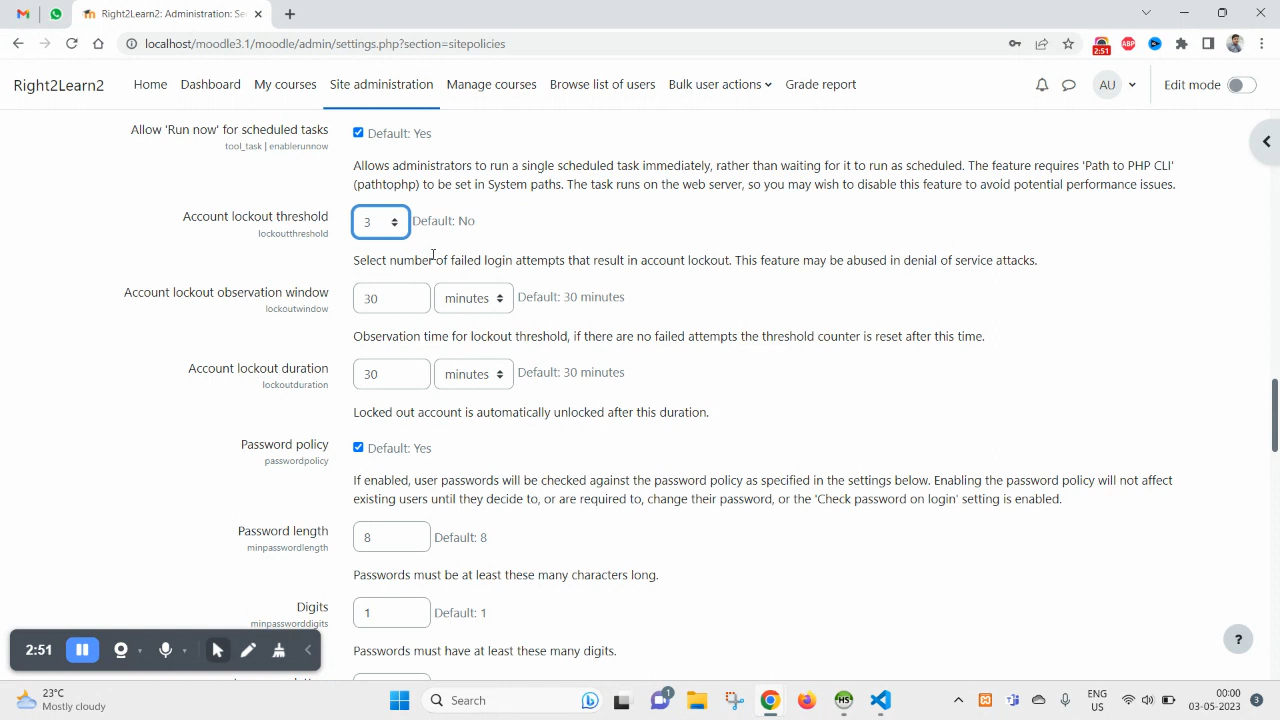 Right2Learn2: Administration: Se
localhost/moodle3.1/moodle/admin/settings.php?section=sitepolicies
2:51
ABP
Right2Learn2
Home
Dashboard
My courses
Site administration
Manage courses
Browse list of users
Bulk user actions
Grade report
AU
Edit mode
Allow 'Run now' for scheduled tasks
tool_task | enablerunnow
Default: Yes
Allows administrators to run a single scheduled task immediately, rather than waiting for it to run as scheduled. The feature requires 'Path to PHP CLI'
(pathtophp) to be set in System paths. The task runs on the web server, so you may wish to disable this feature to avoid potential performance issues.
Account lockout threshold
lockoutthreshold
3
Default: No
Select number of failed login attempts that result in account lockout. This feature may be abused in denial of service attacks.
Account lockout observation window
lockoutwindow
30
minutes
Default: 30 minutes
Observation time for lockout threshold, if there are no failed attempts the threshold counter is reset after this time.
Account lockout duration
lockoutduration
30
minutes
Default: 30 minutes
Locked out account is automatically unlocked after this duration.
Password policy
passwordpolicy
Default: Yes
If enabled, user passwords will be checked against the password policy as specified in the settings below. Enabling the password policy will not affect
existing users until they decide to, or are required to, change their password, or the 'Check password on login' setting is enabled.
Password length
minpasswordlength
8
Default: 8
Passwords must be at least these many characters long.
Digits
minpassworddigits
1
Default: 1
Passwords must have at least these many digits.
2:51
?
23°C
Mostly cloudy
Search
1
HS
ENG
US
00:00
03-05-2023
3